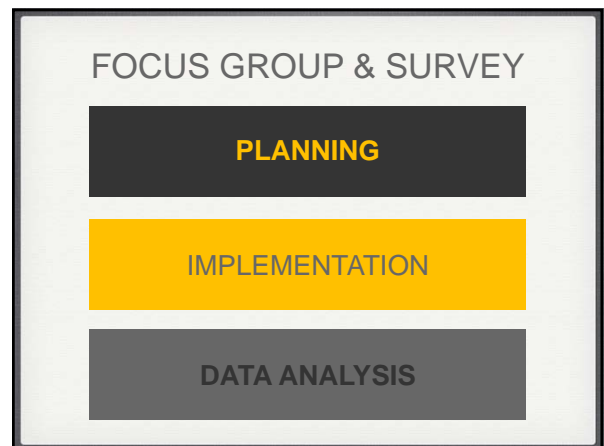 FOCUS GROUP & SURVEY
PLANNING
IMPLEMENTATION
DATA ANALYSIS